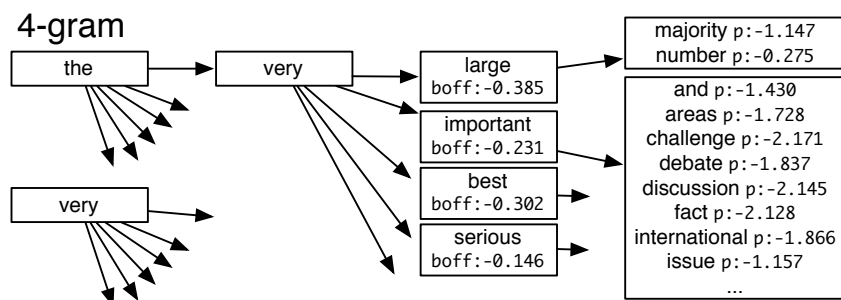 4-gram
the
very
large
boff:-0.385
important
boff:-0.231
best
boff:-0.302
serious
boff:-0.146
majority p:-1.147
number p:-0.275
and p:-1.430
areas p:-1.728
challenge p:-2.171
debate p:-1.837
discussion p:-2.145
fact p:-2.128
international p:-1.866
issue p:-1.157
...
very